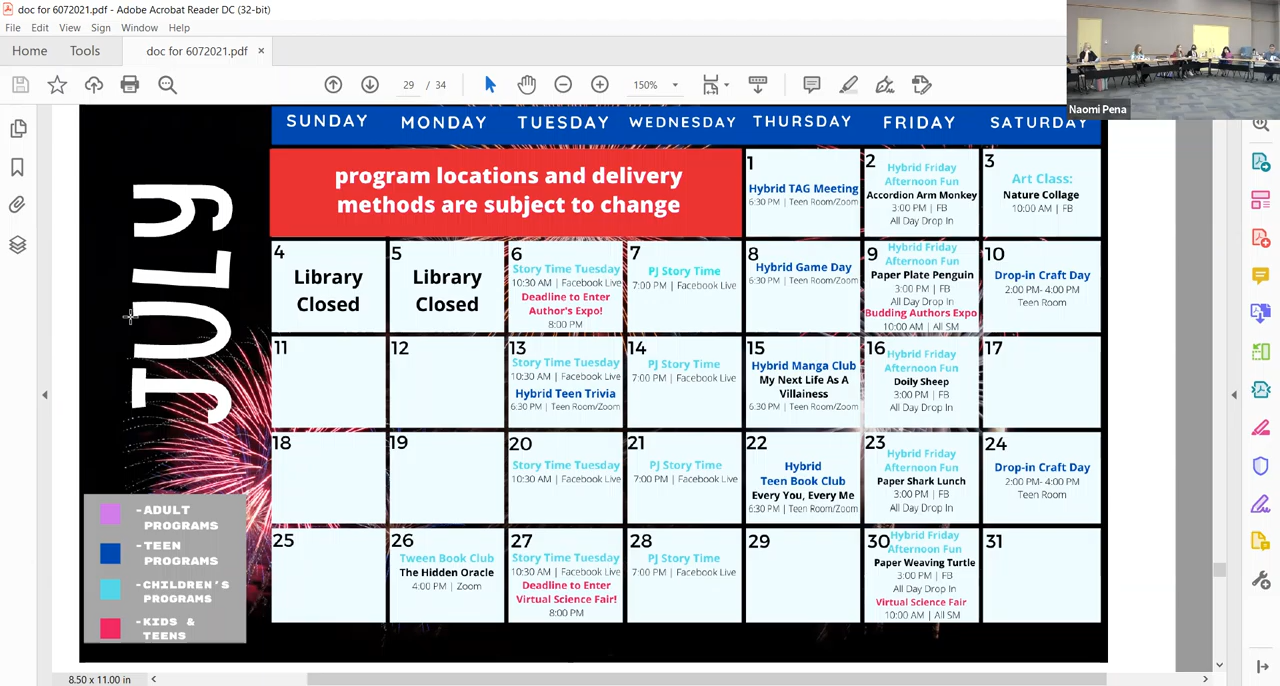 doc for 6072021.pdf - Adobe Acrobat Reader DC (32-bit)
File Edit View Sign Window Help
Home Tools doc for 6072021.pdf ×
29 / 34 150%
Naomi Pena
JULY
SUNDAY MONDAY TUESDAY WEDNESDAY THURSDAY FRIDAY SATURDAY
program locations and delivery
methods are subject to change
1
Hybrid TAG Meeting
6:30 PM | Teen Room/Zoom
2
Hybrid Friday
Afternoon Fun
Accordion Arm Monkey
3:00 PM | FB
All Day Drop In
3
Art Class:
Nature Collage
10:00 AM | FB
4
Library
Closed
5
Library
Closed
6
Story Time Tuesday
10:30 AM | Facebook Live
Deadline to Enter
Author's Expo!
8:00 PM
7
PJ Story Time
7:00 PM | Facebook Live
8
Hybrid Game Day
6:30 PM | Teen Room/Zoom
9
Hybrid Friday
Afternoon Fun
Paper Plate Penguin
3:00 PM | FB
All Day Drop In
Budding Authors Expo
10:00 AM | All SM
10
Drop-in Craft Day
2:00 PM- 4:00 PM
Teen Room
11
12
13
Story Time Tuesday
10:30 AM | Facebook Live
Hybrid Teen Trivia
6:30 PM | Teen Room/Zoom
14
PJ Story Time
7:00 PM | Facebook Live
15
Hybrid Manga Club
My Next Life As A
Villainess
6:30 PM | Teen Room/Zoom
16
Hybrid Friday
Afternoon Fun
Doily Sheep
3:00 PM | FB
All Day Drop In
17
18
19
20
Story Time Tuesday
10:30 AM | Facebook Live
21
PJ Story Time
7:00 PM | Facebook Live
22
Hybrid
Teen Book Club
Every You, Every Me
6:30 PM | Teen Room/Zoom
23
Hybrid Friday
Afternoon Fun
Paper Shark Lunch
3:00 PM | FB
All Day Drop In
24
Drop-in Craft Day
2:00 PM- 4:00 PM
Teen Room
25
26
Tween Book Club
The Hidden Oracle
4:00 PM | Zoom
27
Story Time Tuesday
10:30 AM | Facebook Live
Deadline to Enter
Virtual Science Fair!
8:00 PM
28
PJ Story Time
7:00 PM | Facebook Live
29
30
Hybrid Friday
Afternoon Fun
Paper Weaving Turtle
3:00 PM | FB
All Day Drop In
Virtual Science Fair
10:00 AM | All SM
31
-ADULT
PROGRAMS
-TEEN
PROGRAMS
-CHILDREN'S
PROGRAMS
-KIDS &
TEENS
8.50 x 11.00 in